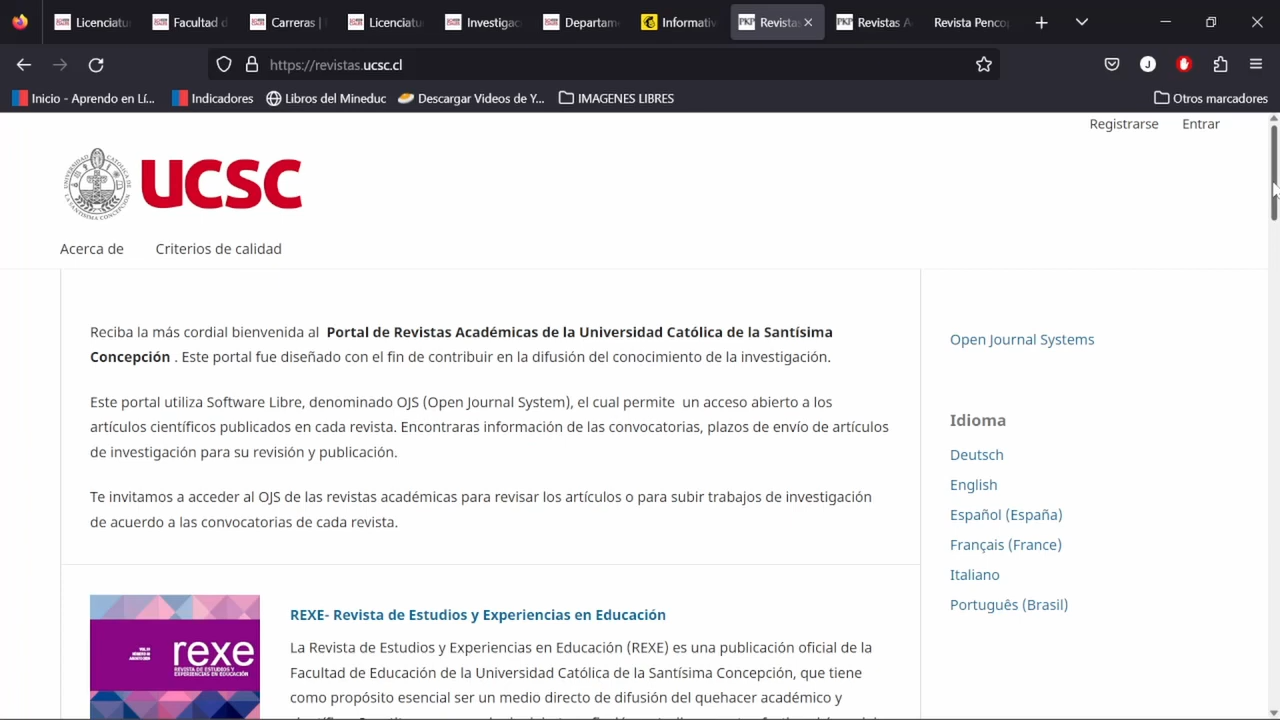 Licenciatu
Facultad d
Carreras |
Licenciatu
Investigac
Departame
Informativ
PKP Revistas
PKP Revistas A
Revista Penco
https://revistas.ucsc.cl
J
Inicio - Aprendo en Lí...
Indicadores
Libros del Mineduc
Descargar Videos de Y...
IMAGENES LIBRES
Otros marcadores
Registrarse
Entrar
UCSC
Acerca de
Criterios de calidad
Reciba la más cordial bienvenida al Portal de Revistas Académicas de la Universidad Católica de la Santísima
Concepción . Este portal fue diseñado con el fin de contribuir en la difusión del conocimiento de la investigación.
Este portal utiliza Software Libre, denominado OJS (Open Journal System), el cual permite un acceso abierto a los
artículos científicos publicados en cada revista. Encontraras información de las convocatorias, plazos de envío de artículos
de investigación para su revisión y publicación.
Te invitamos a acceder al OJS de las revistas académicas para revisar los artículos o para subir trabajos de investigación
de acuerdo a las convocatorias de cada revista.
Open Journal Systems
Idioma
Deutsch
English
Español (España)
Français (France)
Italiano
Português (Brasil)
rexe
REVISTA DE ESTUDIOS Y
EXPERIENCIAS EN EDUCACIÓN
REXE- Revista de Estudios y Experiencias en Educación
La Revista de Estudios y Experiencias en Educación (REXE) es una publicación oficial de la
Facultad de Educación de la Universidad Católica de la Santísima Concepción, que tiene
como propósito esencial ser un medio directo de difusión del quehacer académico y